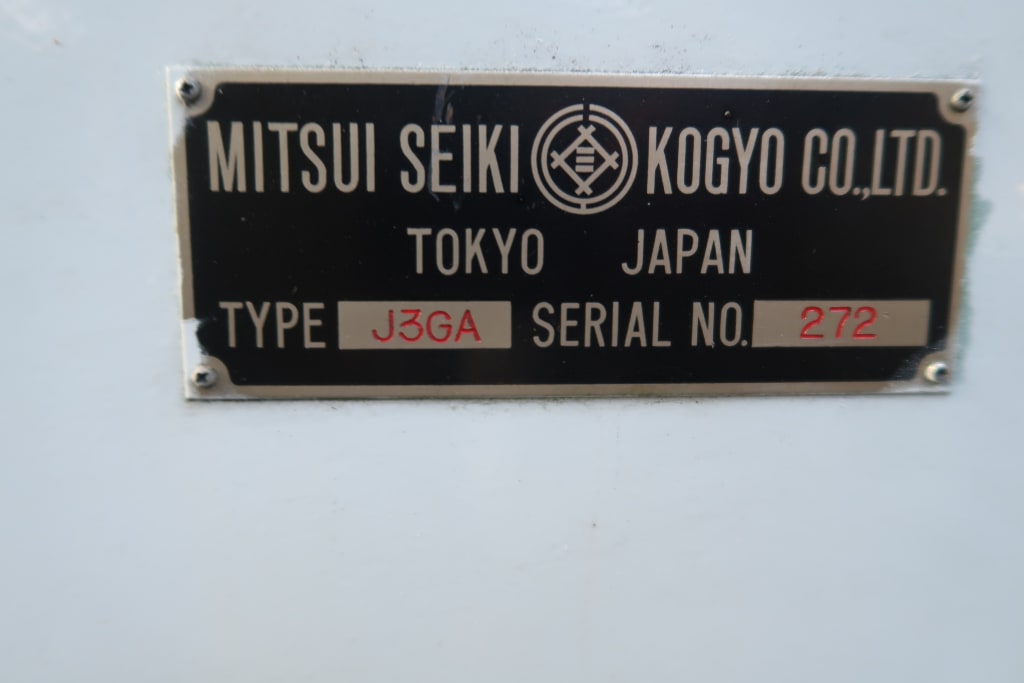 MITSUI SEIKI KOGYO CO.,LTD.
TOKYO JAPAN
TYPE J3GA SERIAL NO. 272